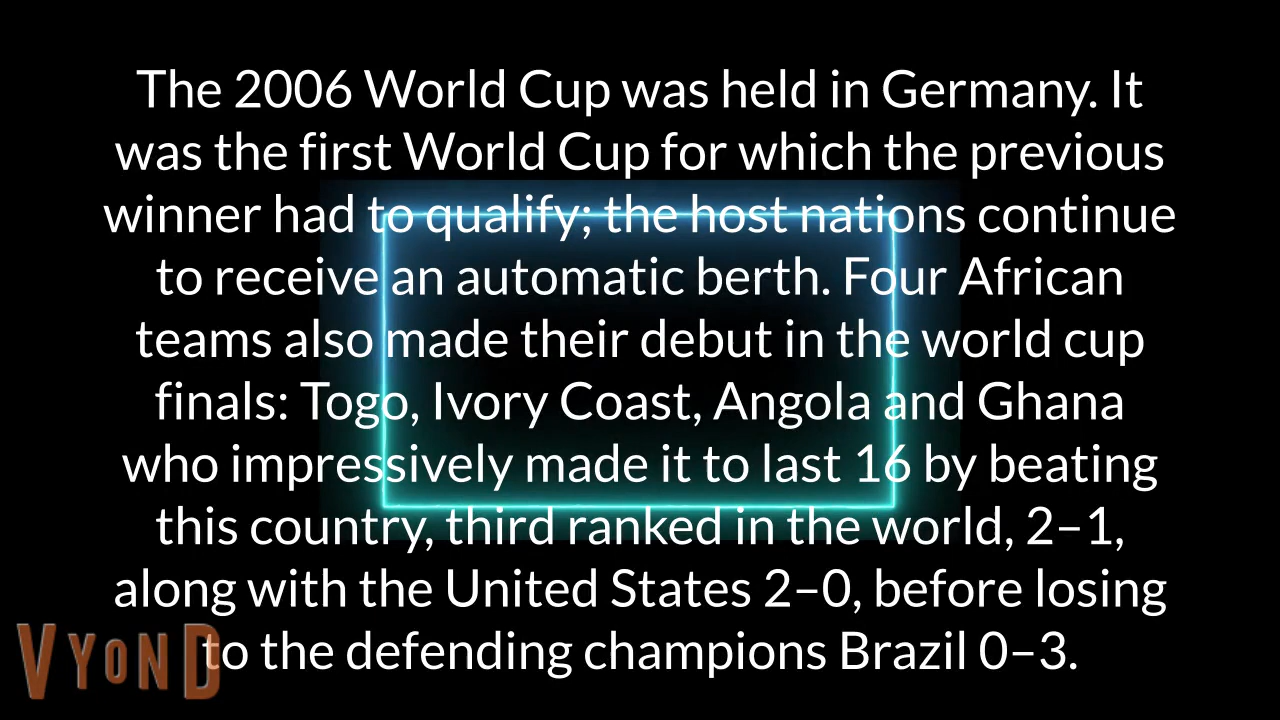 The 2006 World Cup was held in Germany. It
was the first World Cup for which the previous
winner had to qualify; the host nations continue
to receive an automatic berth. Four African
teams also made their debut in the world cup
finals: Togo, Ivory Coast, Angola and Ghana
who impressively made it to last 16 by beating
this country, third ranked in the world, 2–1,
along with the United States 2–0, before losing
to the defending champions Brazil 0–3.
VYOND